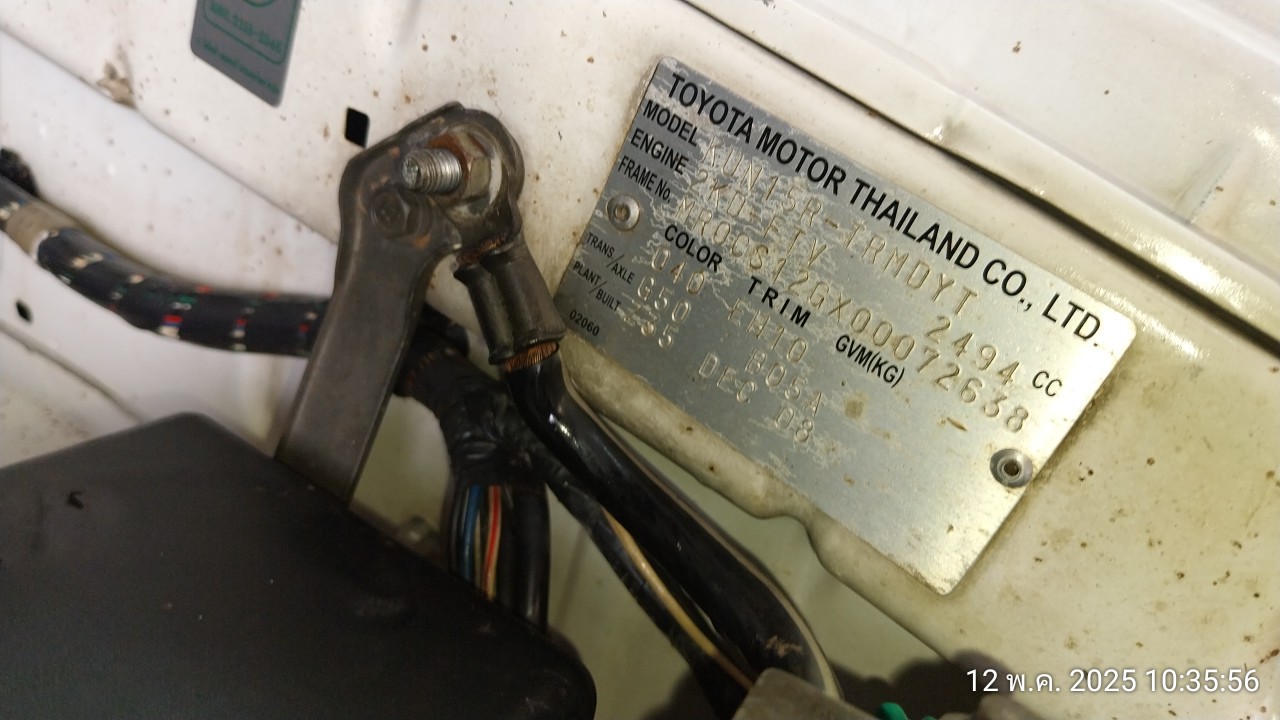 TOYOTA MOTOR THAILAND CO., LTD.
MODEL KUN15R-TRMDYT
ENGINE 2KD-FTV 2494 CC
FRAME No. MR0CS12GX00072638
COLOR TRIM GVM(KG)
040 FH10 -
TRANS/AXLE G50 B05A
PLANT/BUILT S35 DEC 08
02060
12 พ.ค. 2025 10:35:56